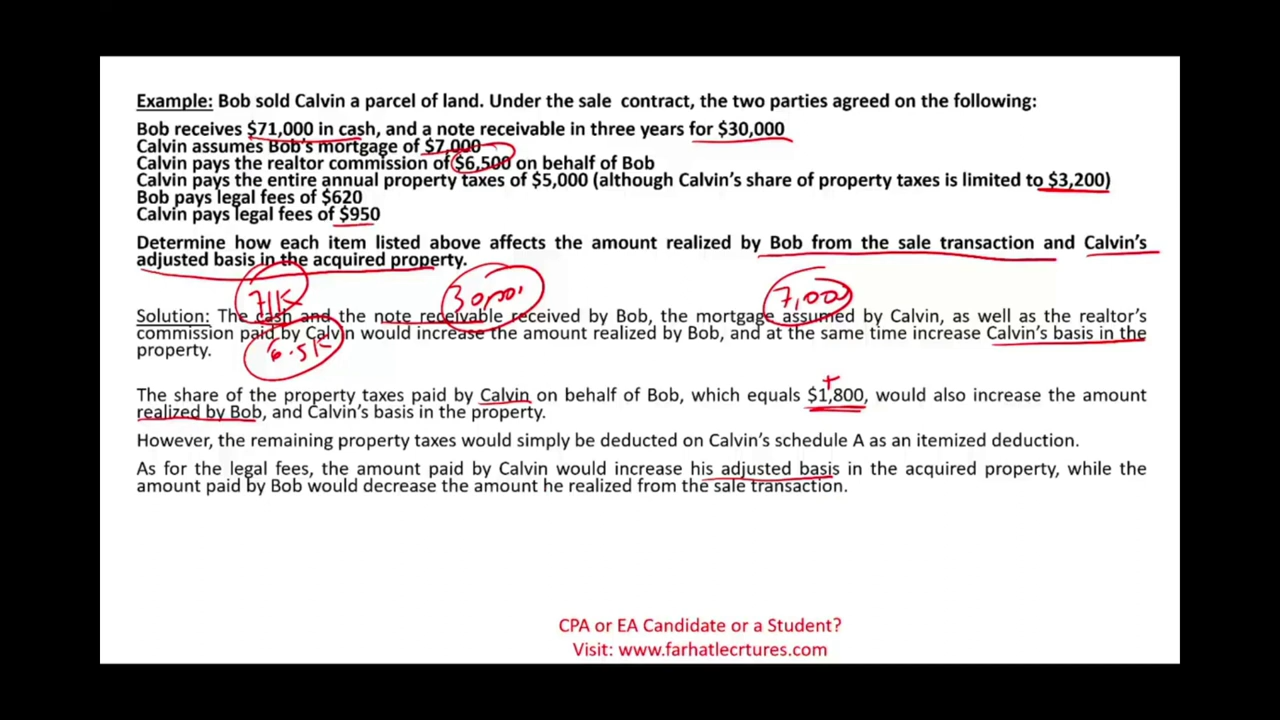 Example: Bob sold Calvin a parcel of land. Under the sale contract, the two parties agreed on the following:
Bob receives $71,000 in cash, and a note receivable in three years for $30,000
Calvin assumes Bob's mortgage of $7,000
Calvin pays the realtor commission of $6,500 on behalf of Bob
Calvin pays the entire annual property taxes of $5,000 (although Calvin's share of property taxes is limited to $3,200)
Bob pays legal fees of $620
Calvin pays legal fees of $950
Determine how each item listed above affects the amount realized by Bob from the sale transaction and Calvin's
adjusted basis in the acquired property.
71K 30,000 7,000
Solution: The cash and the note receivable received by Bob, the mortgage assumed by Calvin, as well as the realtor's
commission paid by Calvin would increase the amount realized by Bob, and at the same time increase Calvin's basis in the
6.5K
property.
+
The share of the property taxes paid by Calvin on behalf of Bob, which equals $1,800, would also increase the amount
realized by Bob, and Calvin's basis in the property.
However, the remaining property taxes would simply be deducted on Calvin's schedule A as an itemized deduction.
As for the legal fees, the amount paid by Calvin would increase his adjusted basis in the acquired property, while the
amount paid by Bob would decrease the amount he realized from the sale transaction.
CPA or EA Candidate or a Student?
Visit: www.farhatlecrtures.com